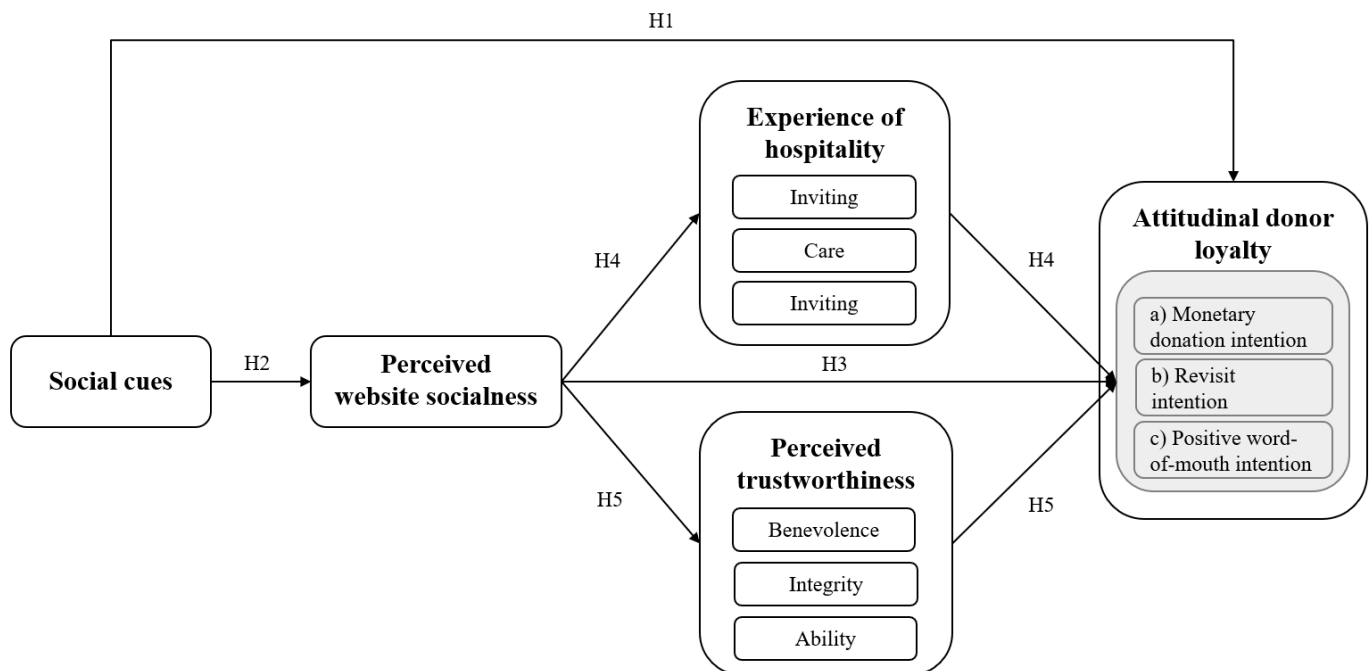 H1
Experience of
hospitality
Inviting
Care
Inviting
H4
H4
Attitudinal donor
loyalty
a) Monetary
donation intention
b) Revisit
intention
c) Positive word-
of-mouth intention
Social cues
H2
Perceived
website socialness
H3
H5
H5
Perceived
trustworthiness
Benevolence
Integrity
Ability